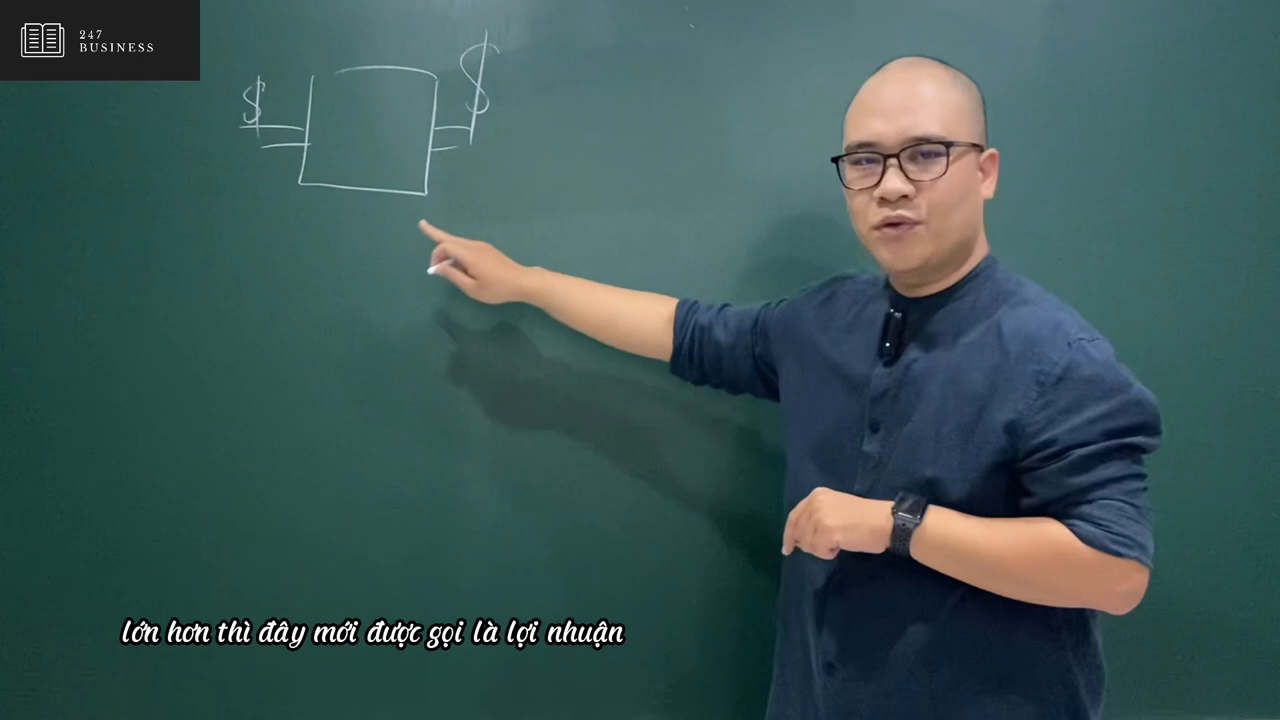 247
BUSINESS
$
$
lớn hơn thì đây mới được gọi là lợi nhuận